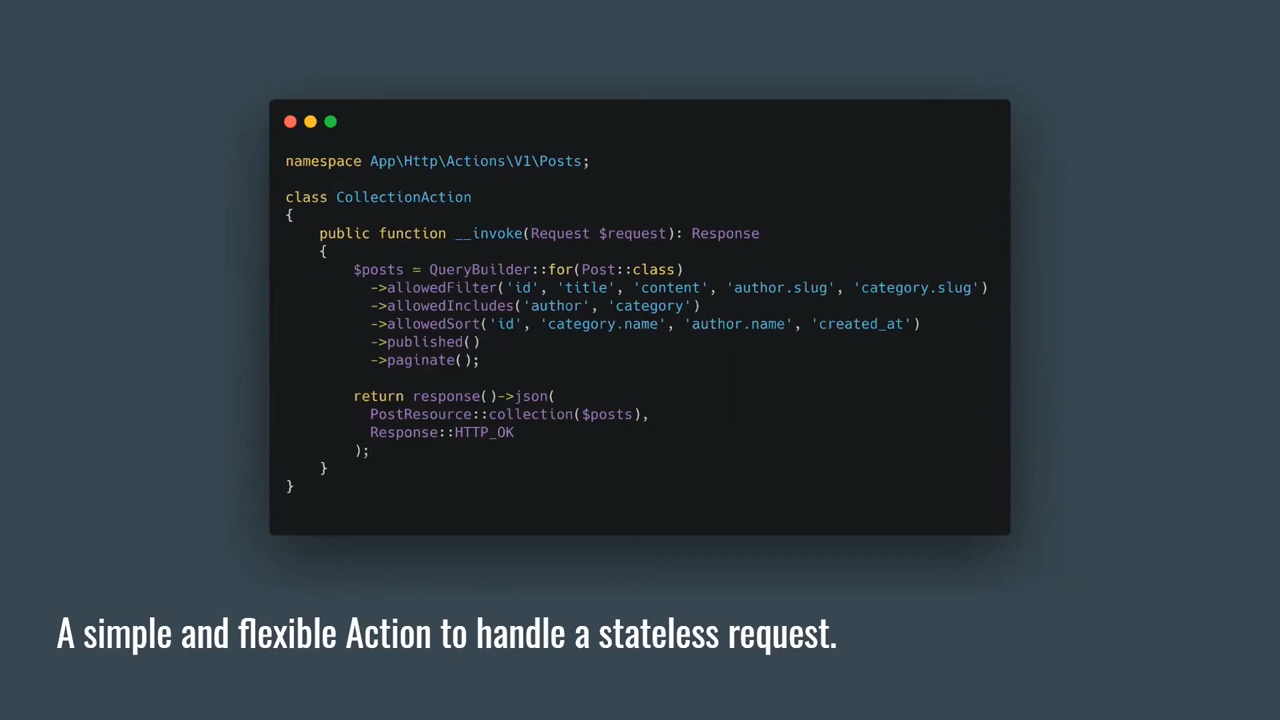 namespace App\Http\Actions\V1\Posts;
class CollectionAction
{
    public function __invoke(Request $request): Response
    {
        $posts = QueryBuilder::for(Post::class)
          ->allowedFilter('id', 'title', 'content', 'author.slug', 'category.slug')
          ->allowedIncludes('author', 'category')
          ->allowedSort('id', 'category.name', 'author.name', 'created_at')
          ->published()
          ->paginate();
        return response()->json(
          PostResource::collection($posts),
          Response::HTTP_OK
        );
    }
}
A simple and flexible Action to handle a stateless request.